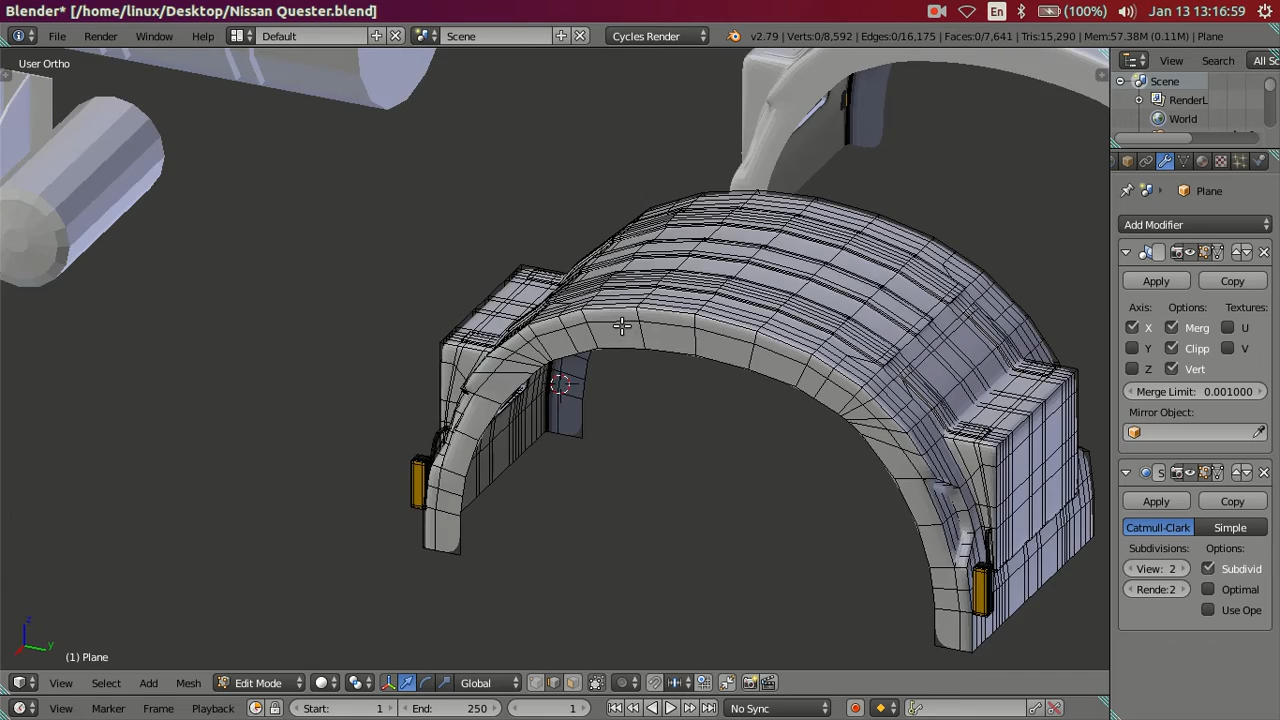 Blender* [/home/linux/Desktop/Nissan Quester.blend]
En (100%) Jan 13 13:16:59
File Render Window Help Default Scene Cycles Render v2.79 | Verts:0/8,592 | Edges:0/16,175 | Faces:0/7,641 | Tris:15,290 | Mem:57.38M (0.11M) | Plane
View Search All Sc
User Ortho
Scene
RenderL
World
Plane
Add Modifier
Apply Copy
Axis: Options: Textures:
X Merg U
Y Clipp V
Z Vert
Merge Limit: 0.001000
Mirror Object:
S
Apply Copy
Catmull-Clark Simple
Subdivisions: Options:
View: 2 Subdivid
Rende:2 Optimal
Use Ope
z
y
(1) Plane
View Select Add Mesh Edit Mode Global
View Marker Frame Playback Start: 1 End: 250 1 No Sync